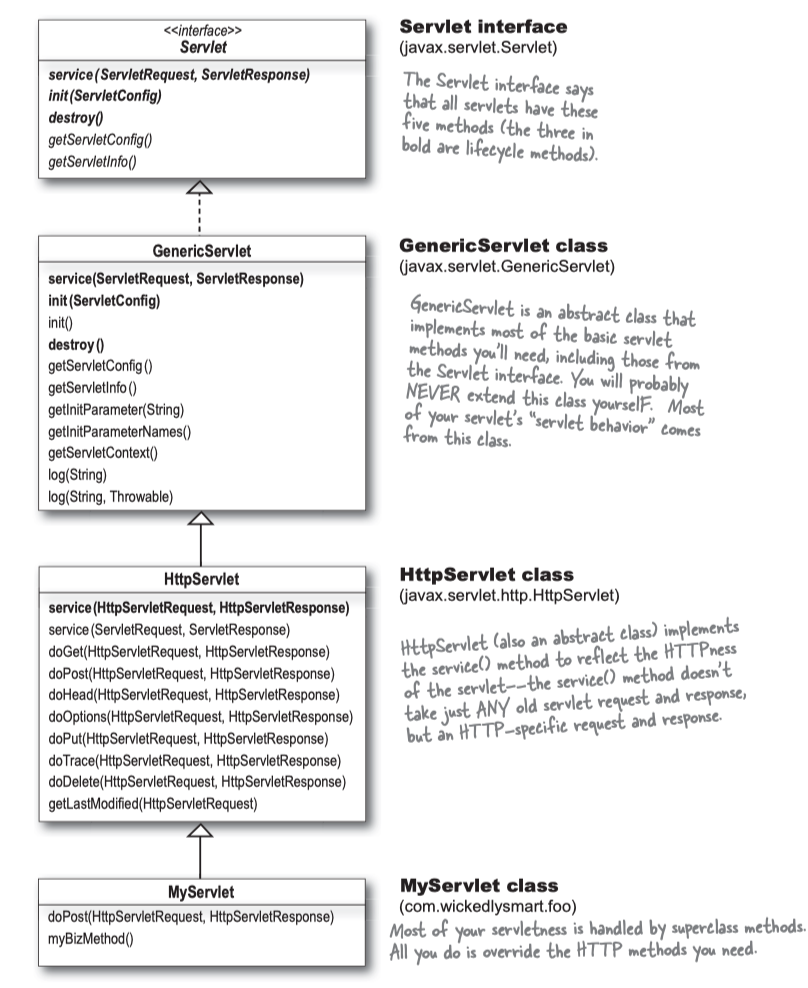 <<interface>>
Servlet
service(ServletRequest, ServletResponse)
init(ServletConfig)
destroy()
getServletConfig()
getServletInfo()
Servlet interface
(javax.servlet.Servlet)
The Servlet interface says
that all servlets have these
five methods (the three in
bold are lifecycle methods).
GenericServlet
service(ServletRequest, ServletResponse)
init(ServletConfig)
init()
destroy()
getServletConfig()
getServletInfo()
getInitParameter(String)
getInitParameterNames()
getServletContext()
log(String)
log(String, Throwable)
GenericServlet class
(javax.servlet.GenericServlet)
GenericServlet is an abstract class that
implements most of the basic servlet
methods you'll need, including those from
the Servlet interface. You will probably
NEVER extend this class yourselF. Most
of your servlet's "servlet behavior" comes
from this class.
HttpServlet
service(HttpServletRequest, HttpServletResponse)
service(ServletRequest, ServletResponse)
doGet(HttpServletRequest, HttpServletResponse)
doPost(HttpServletRequest, HttpServletResponse)
doHead(HttpServletRequest, HttpServletResponse)
doOptions(HttpServletRequest, HttpServletResponse)
doPut(HttpServletRequest, HttpServletResponse)
doTrace(HttpServletRequest, HttpServletResponse)
doDelete(HttpServletRequest, HttpServletResponse)
getLastModified(HttpServletRequest)
HttpServlet class
(javax.servlet.http.HttpServlet)
HttpServlet (also an abstract class) implements
the service() method to reflect the HTTPness
of the servlet--the service() method doesn't
take just ANY old servlet request and response,
but an HTTP-specific request and response.
MyServlet
doPost(HttpServletRequest, HttpServletResponse)
myBizMethod()
MyServlet class
(com.wickedlysmart.foo)
Most of your servletness is handled by superclass methods.
All you do is override the HTTP methods you need.